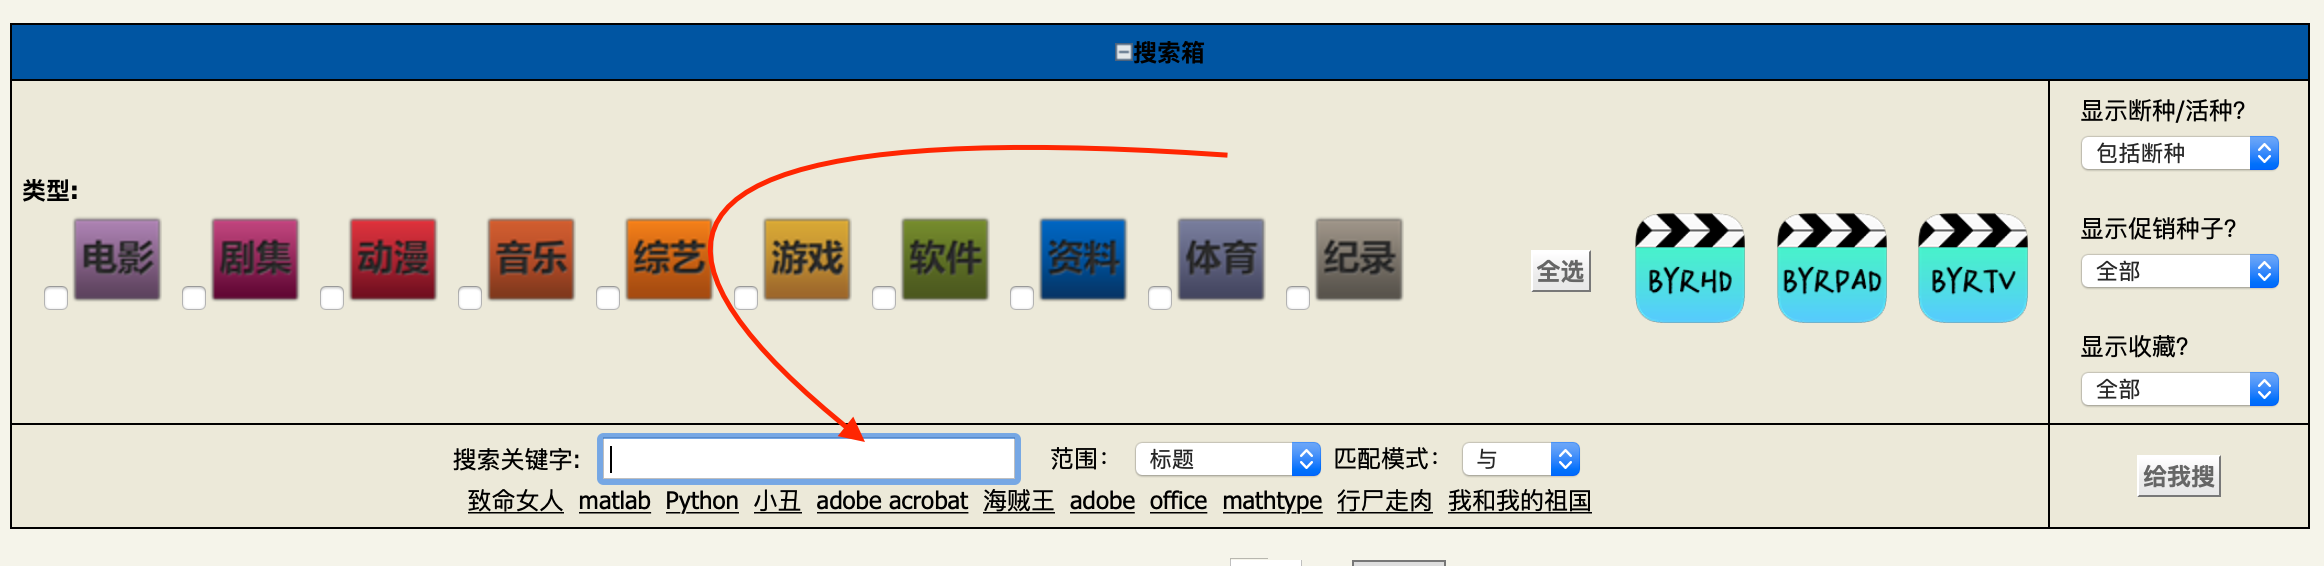 搜索箱
类型:
电影 剧集 动漫 音乐 综艺 游戏 软件 资料 体育 纪录 全选 BYRHD BYRPAD BYRTV
显示断种/活种?
包括断种
显示促销种子?
全部
显示收藏?
全部
搜索关键字: 范围： 标题 匹配模式： 与
致命女人 matlab Python 小丑 adobe acrobat 海贼王 adobe office mathtype 行尸走肉 我和我的祖国
给我搜